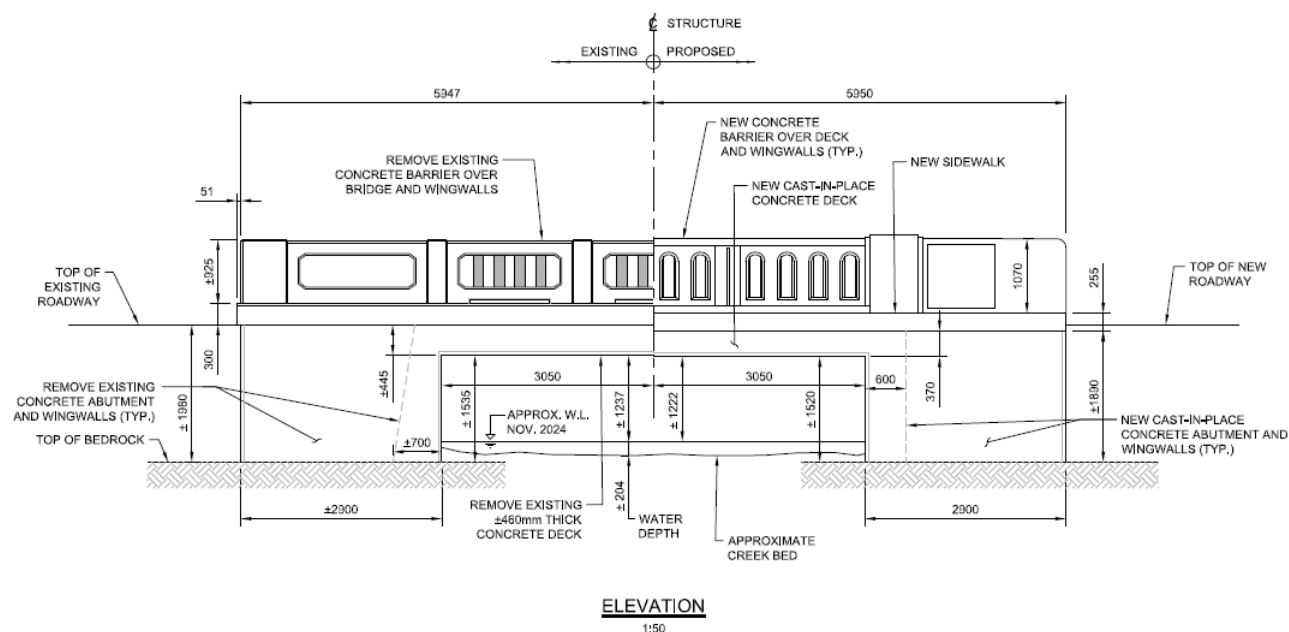 ℄ STRUCTURE
EXISTING PROPOSED
5947 5950
NEW CONCRETE
BARRIER OVER DECK
AND WINGWALLS (TYP.)
REMOVE EXISTING
CONCRETE BARRIER OVER
BRIDGE AND WINGWALLS
NEW SIDEWALK
NEW CAST-IN-PLACE
CONCRETE DECK
51
±925
1070
255
TOP OF
EXISTING
ROADWAY
TOP OF NEW
ROADWAY
300
±445
3050 3050
600
370
REMOVE EXISTING
CONCRETE ABUTMENT
AND WINGWALLS (TYP.)
±1980
±1535
±1237
±1222
±1520
±1890
APPROX. W.L.
NOV. 2024
NEW CAST-IN-PLACE
CONCRETE ABUTMENT AND
WINGWALLS (TYP.)
TOP OF BEDROCK
±700
±204
±2900
2900
REMOVE EXISTING
±460mm THICK
CONCRETE DECK
WATER
DEPTH
APPROXIMATE
CREEK BED
ELEVATION
1:50